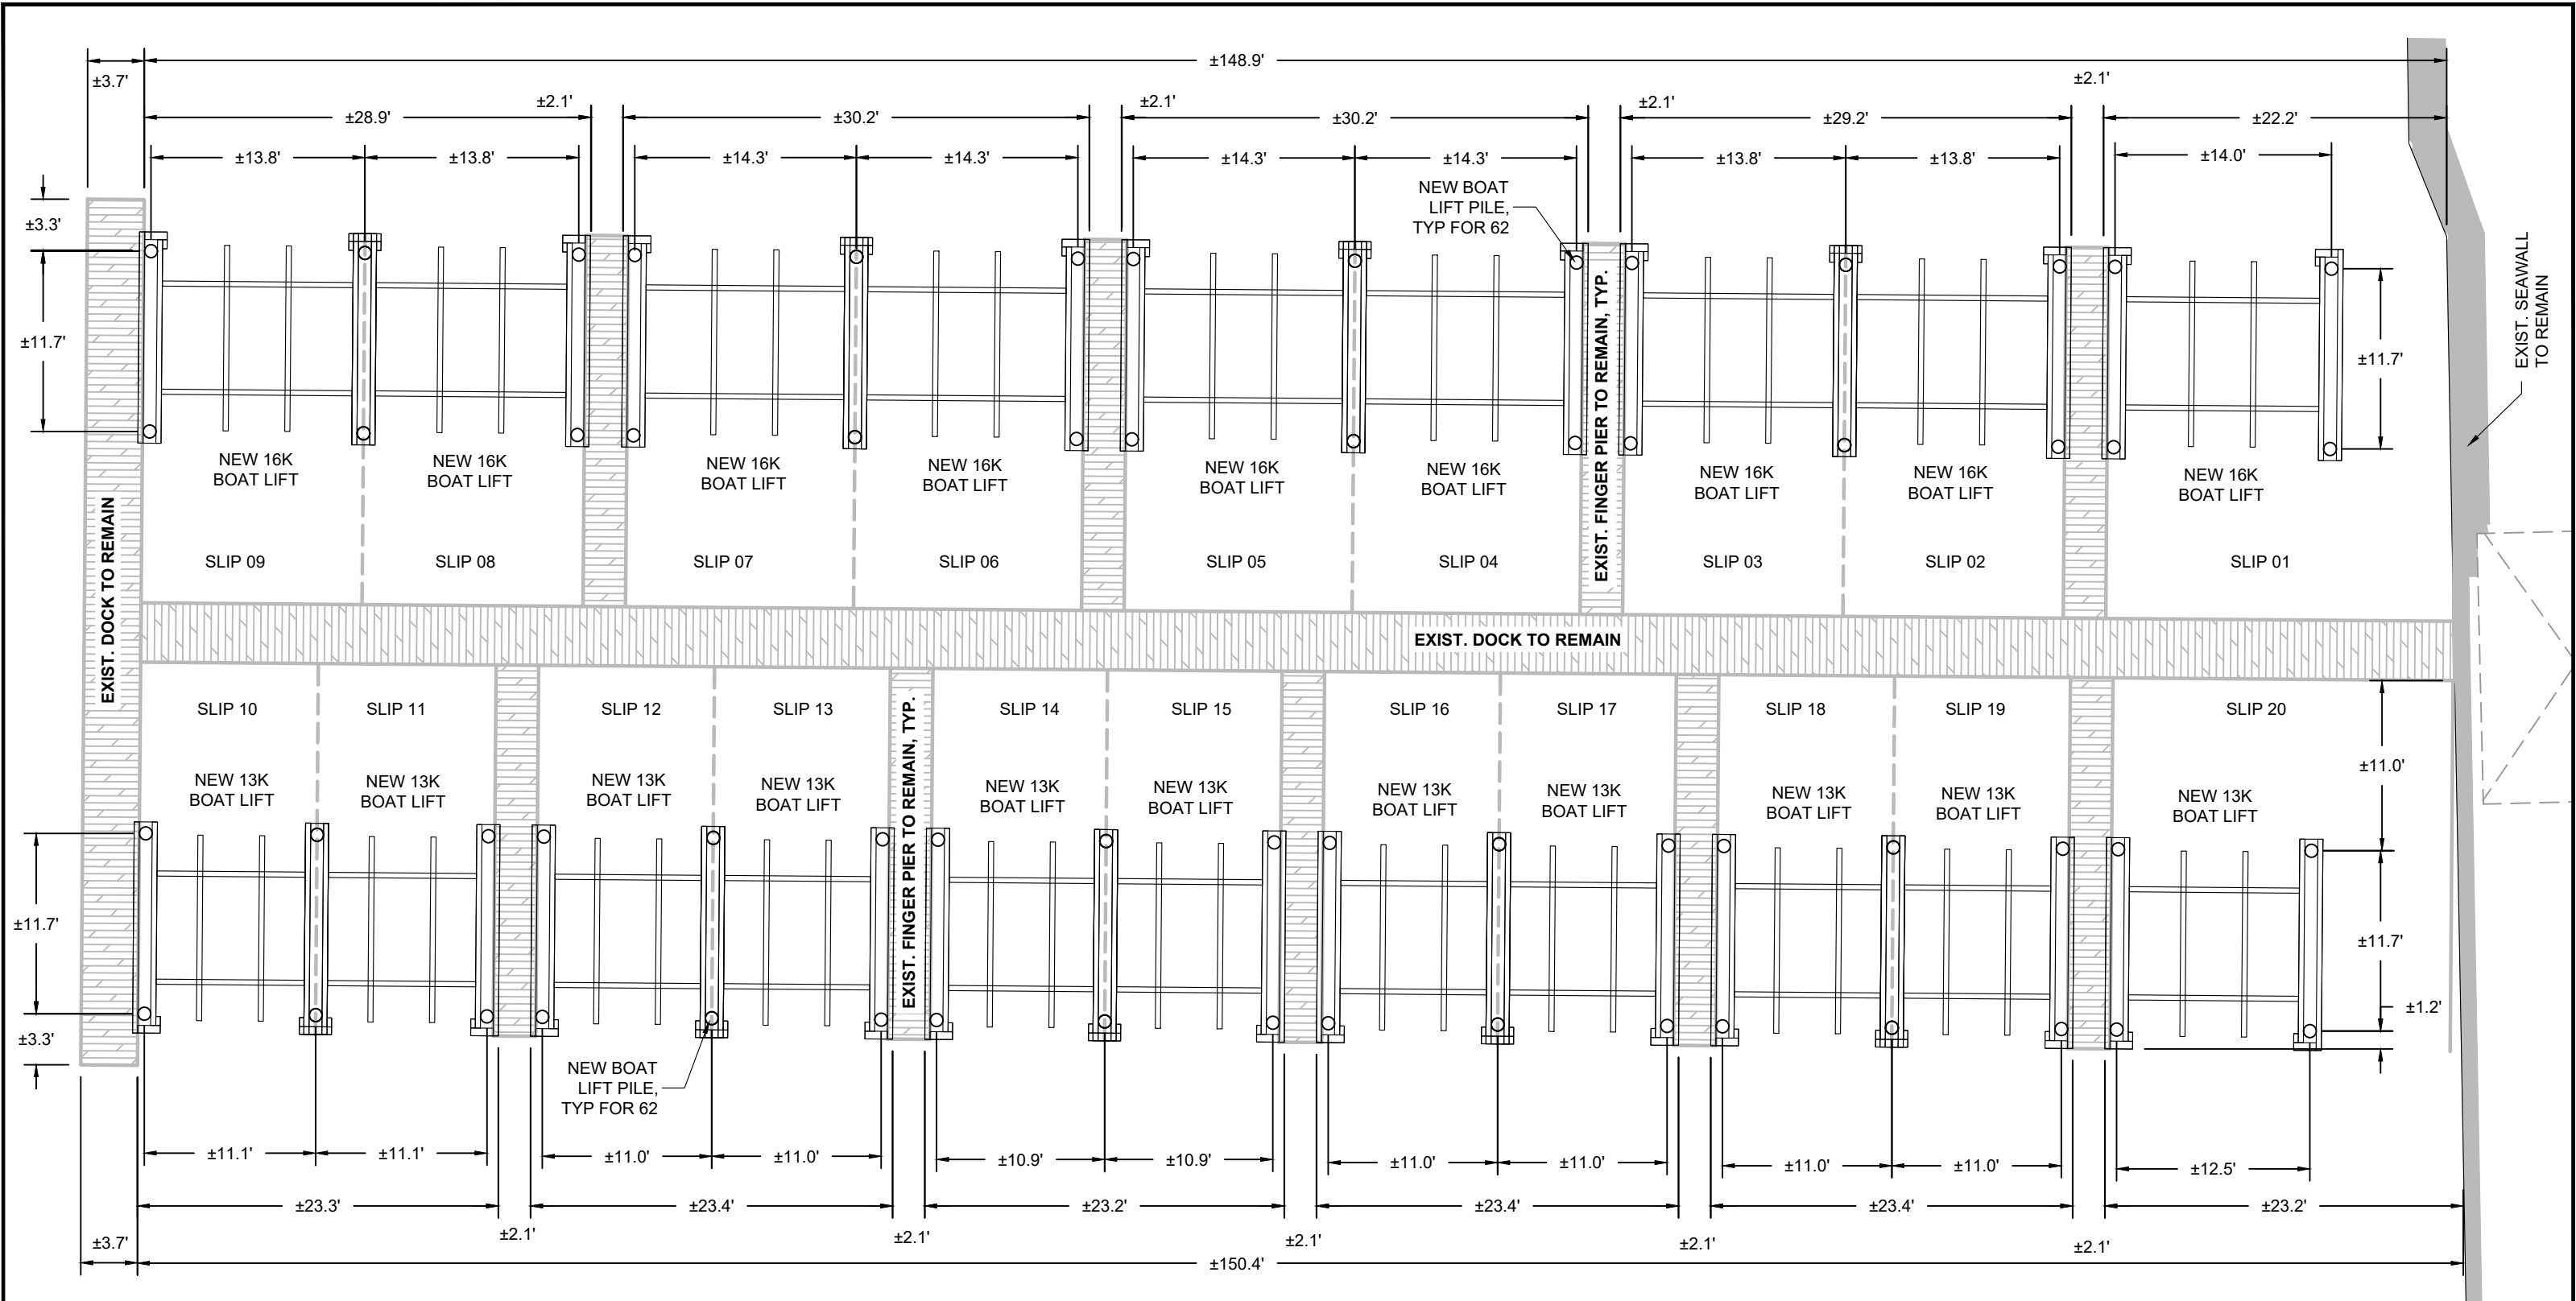 ±148.9'
±3.7'
±2.1'
±2.1'
±2.1'
±2.1'
±28.9'
±30.2'
±30.2'
±29.2'
±22.2'
±13.8'
±13.8'
±14.3'
±14.3'
±14.3'
±14.3'
±13.8'
±13.8'
±14.0'
NEW BOAT
LIFT PILE,
TYP FOR 62
±3.3'
±11.7'
±11.7'
EXIST. SEAWALL
TO REMAIN
EXIST. FINGER PIER TO REMAIN, TYP.
NEW 16K
BOAT LIFT
NEW 16K
BOAT LIFT
NEW 16K
BOAT LIFT
NEW 16K
BOAT LIFT
NEW 16K
BOAT LIFT
NEW 16K
BOAT LIFT
NEW 16K
BOAT LIFT
NEW 16K
BOAT LIFT
NEW 16K
BOAT LIFT
SLIP 09
SLIP 08
SLIP 07
SLIP 06
SLIP 05
SLIP 04
SLIP 03
SLIP 02
SLIP 01
EXIST. DOCK TO REMAIN
EXIST. DOCK TO REMAIN
SLIP 10
SLIP 11
SLIP 12
SLIP 13
SLIP 14
SLIP 15
SLIP 16
SLIP 17
SLIP 18
SLIP 19
SLIP 20
EXIST. FINGER PIER TO REMAIN, TYP.
NEW 13K
BOAT LIFT
NEW 13K
BOAT LIFT
NEW 13K
BOAT LIFT
NEW 13K
BOAT LIFT
NEW 13K
BOAT LIFT
NEW 13K
BOAT LIFT
NEW 13K
BOAT LIFT
NEW 13K
BOAT LIFT
NEW 13K
BOAT LIFT
NEW 13K
BOAT LIFT
NEW 13K
BOAT LIFT
±11.0'
±11.7'
±11.7'
±1.2'
±3.3'
NEW BOAT
LIFT PILE,
TYP FOR 62
±11.1'
±11.1'
±11.0'
±11.0'
±10.9'
±10.9'
±11.0'
±11.0'
±11.0'
±11.0'
±12.5'
±23.3'
±23.4'
±23.2'
±23.4'
±23.4'
±23.2'
±3.7'
±2.1'
±2.1'
±2.1'
±2.1'
±2.1'
±150.4'